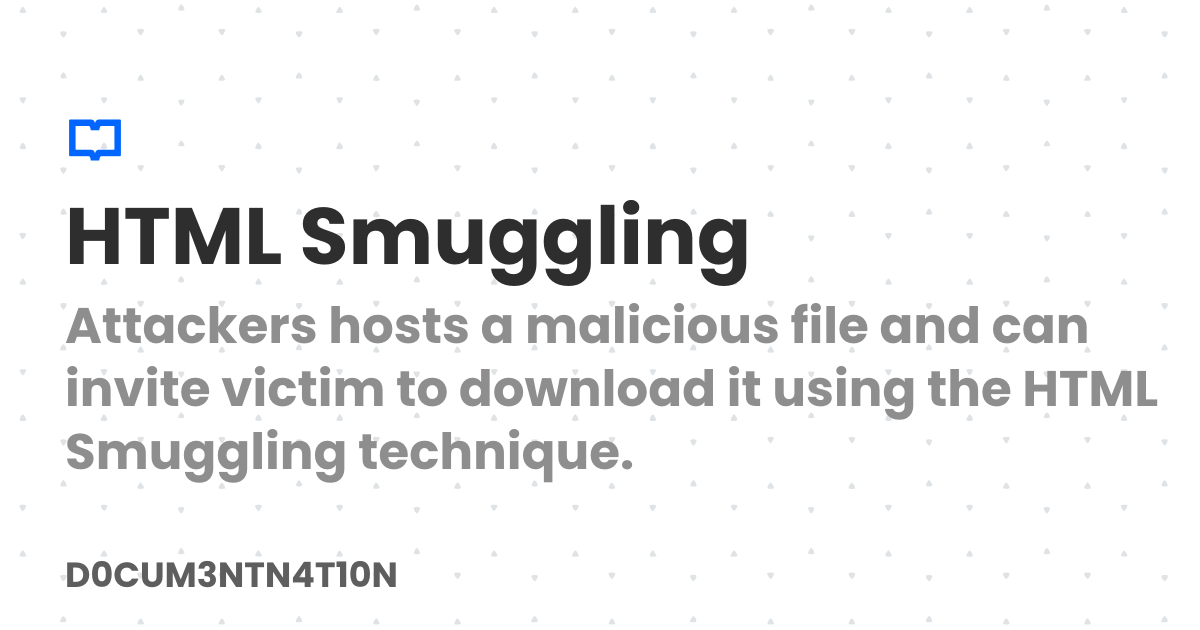 HTML Smuggling
Attackers hosts a malicious file and can
invite victim to download it using the HTML
Smuggling technique.
D0CUM3NTN4T10N